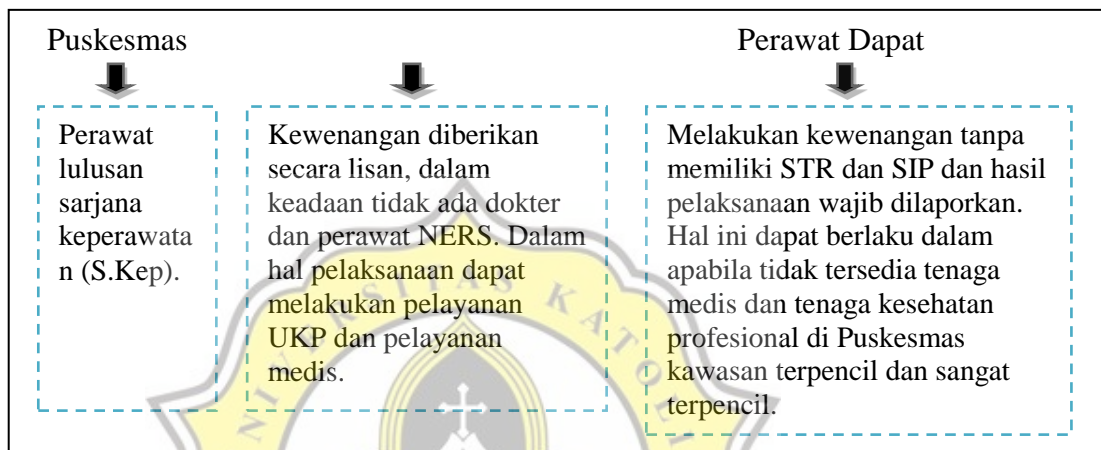 Puskesmas
Perawat Dapat
Perawat
lulusan
sarjana
keperawata
n (S.Kep).
Kewenangan diberikan
secara lisan, dalam
keadaan tidak ada dokter
dan perawat NERS. Dalam
hal pelaksanaan dapat
melakukan pelayanan
UKP dan pelayanan
medis.
Melakukan kewenangan tanpa
memiliki STR dan SIP dan hasil
pelaksanaan wajib dilaporkan.
Hal ini dapat berlaku dalam
apabila tidak tersedia tenaga
medis dan tenaga kesehatan
profesional di Puskesmas
kawasan terpencil dan sangat
terpencil.